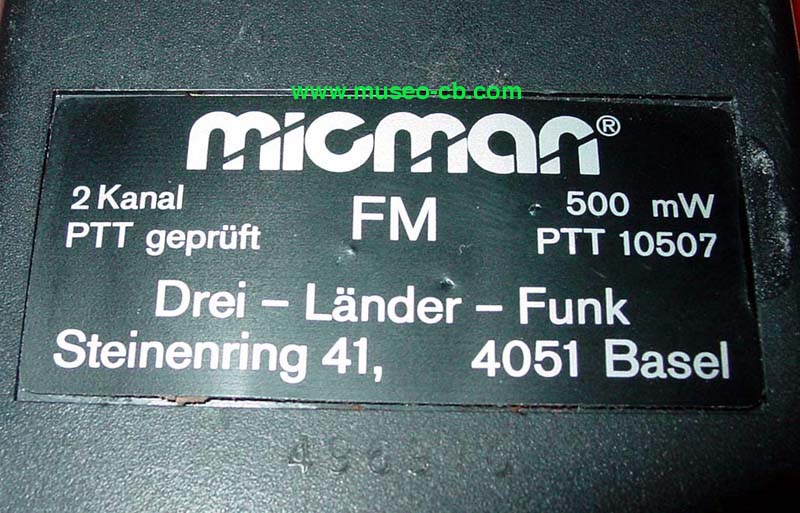 www.museo-cb.com
micman®
2 Kanal FM 500 mW
PTT geprüft PTT 10507
Drei – Länder – Funk
Steinenring 41, 4051 Basel